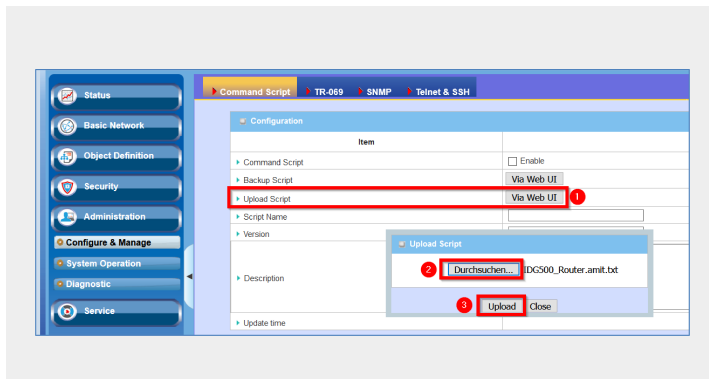 Status
Basic Network
Object Definition
Security
Administration
Configure & Manage
System Operation
Diagnostic
Service
Command Script TR-069 SNMP Telnet & SSH
Configuration
Item
Command Script Enable
Backup Script Via Web UI
Upload Script Via Web UI 1
Script Name
Version
Description
Update time
Upload Script
2 Durchsuchen... IDG500_Router.amit.txt
3 Upload Close